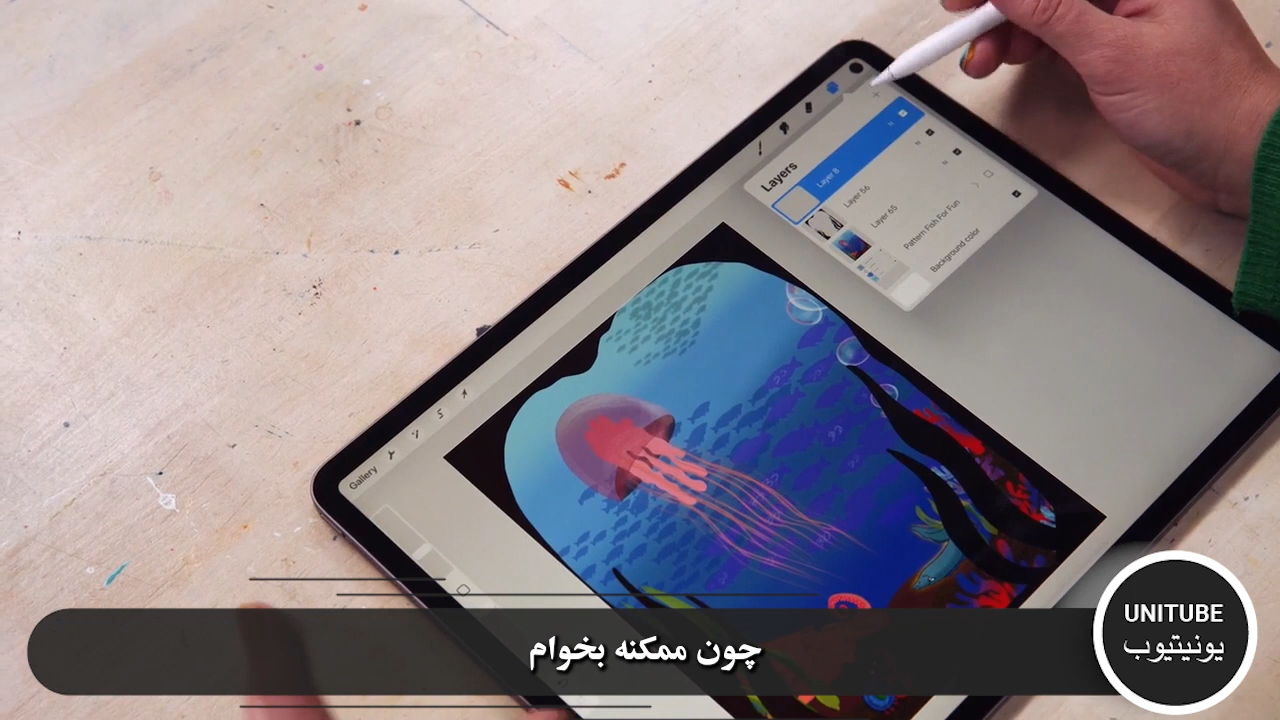 Layers
Layer 8
Layer 56
Layer 65
Pattern Fish For Fun
Background color
Gallery
چون ممکنه بخوام
UNITUBE
یونیتیوب